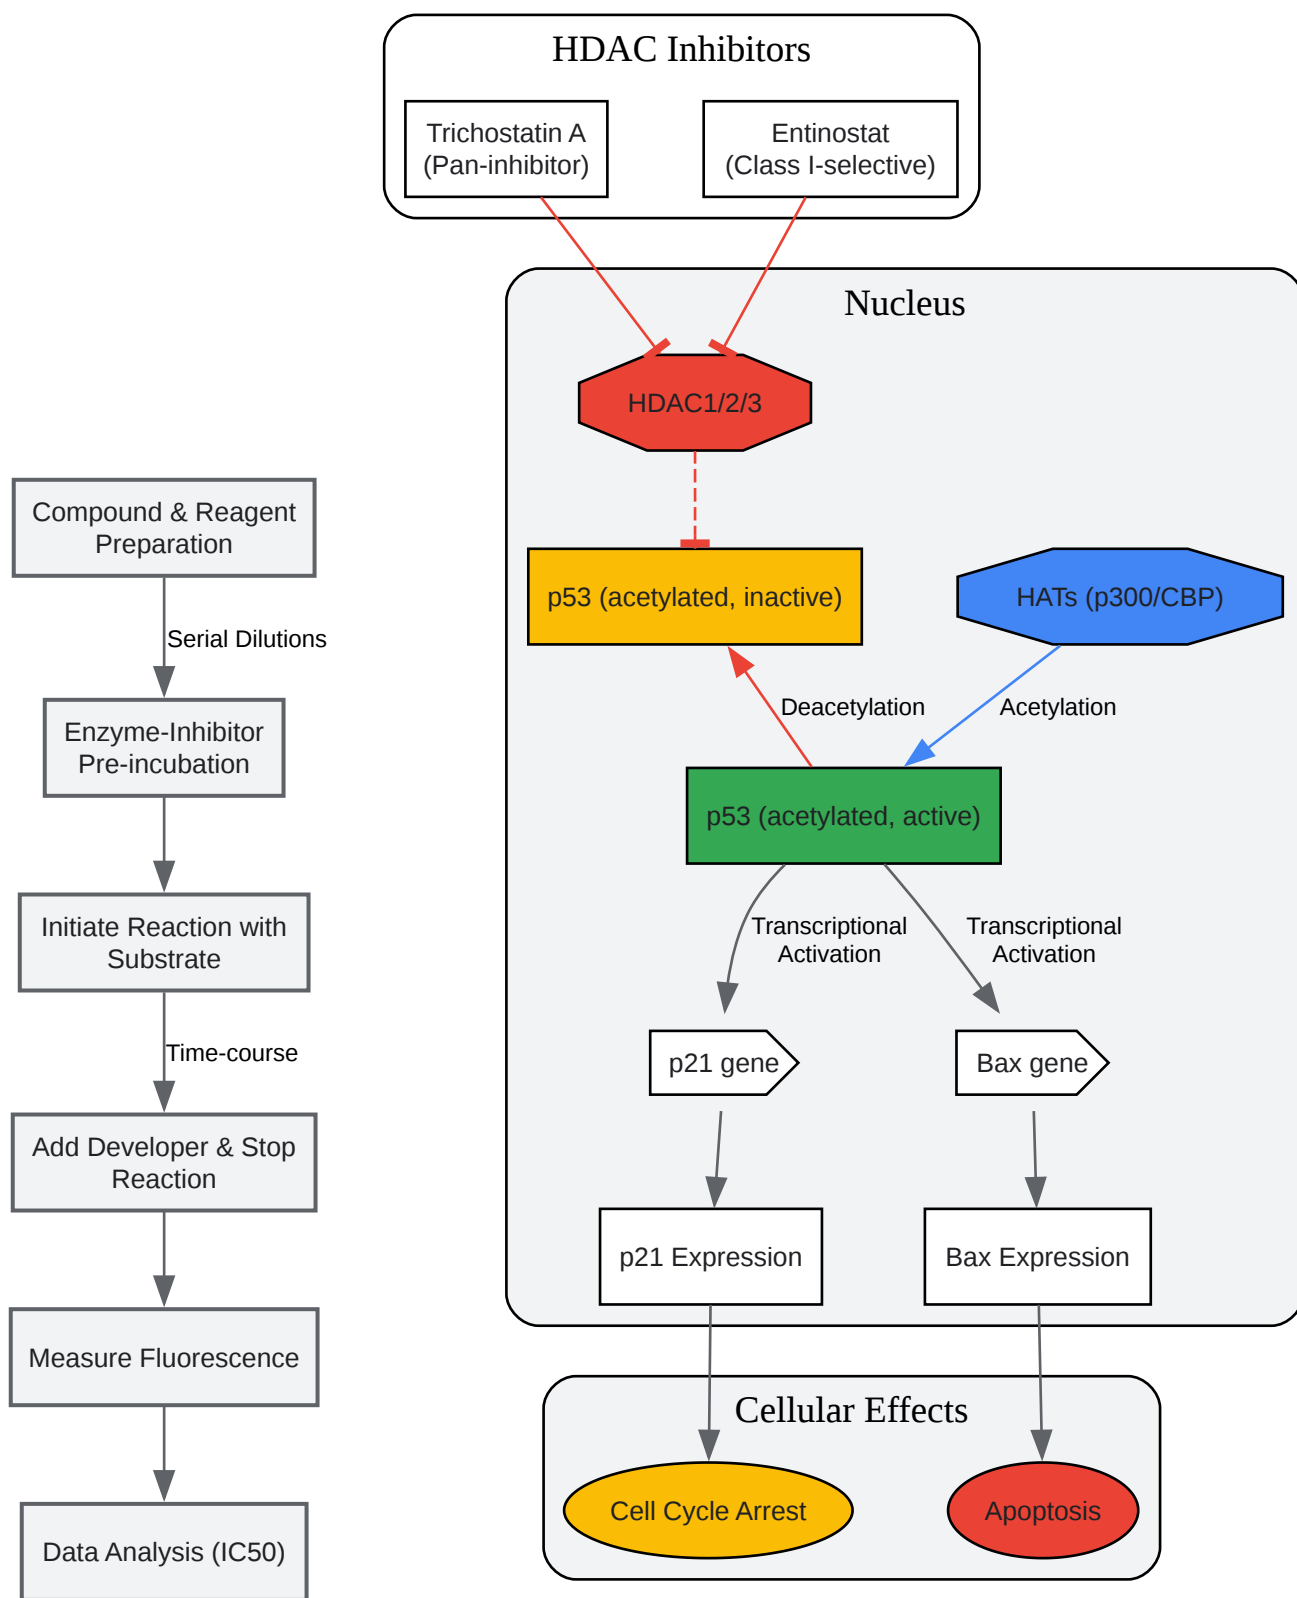 HDAC Inhibitors
Trichostatin A
(Pan-inhibitor)
Entinostat
(Class I-selective)
Nucleus
HDAC1/2/3
p53 (acetylated, inactive)
HATs (p300/CBP)
Deacetylation
Acetylation
p53 (acetylated, active)
Transcriptional
Activation
Transcriptional
Activation
p21 gene
Bax gene
p21 Expression
Bax Expression
Cellular Effects
Cell Cycle Arrest
Apoptosis
Compound & Reagent
Preparation
Serial Dilutions
Enzyme-Inhibitor
Pre-incubation
Initiate Reaction with
Substrate
Time-course
Add Developer & Stop
Reaction
Measure Fluorescence
Data Analysis (IC50)